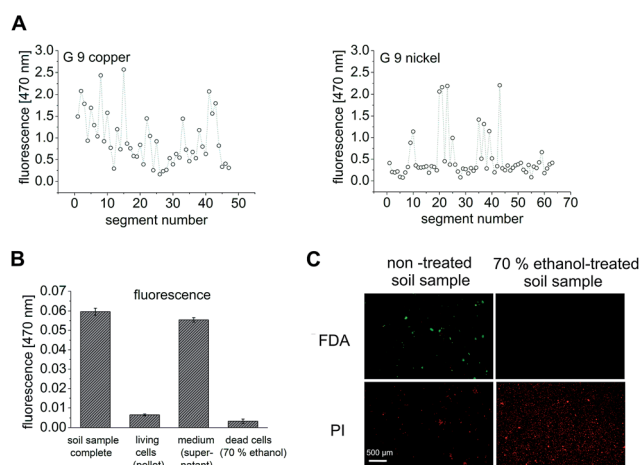 A
G 9 copper
fluorescence [470 nm]
3.0
2.5
2.0
1.5
1.0
0.5
0.0
0 10 20 30 40 50
segment number
G 9 nickel
fluorescence [470 nm]
3.0
2.5
2.0
1.5
1.0
0.5
0.0
0 10 20 30 40 50 60 70
segment number
B
fluorescence
fluorescence [470 nm]
0.06
0.05
0.04
0.03
0.02
0.01
0.00
soil sample complete
living cells (pellet)
medium (super-natant)
dead cells (70 % ethanol)
C
non -treated soil sample
70 % ethanol-treated soil sample
FDA
PI
500 µm